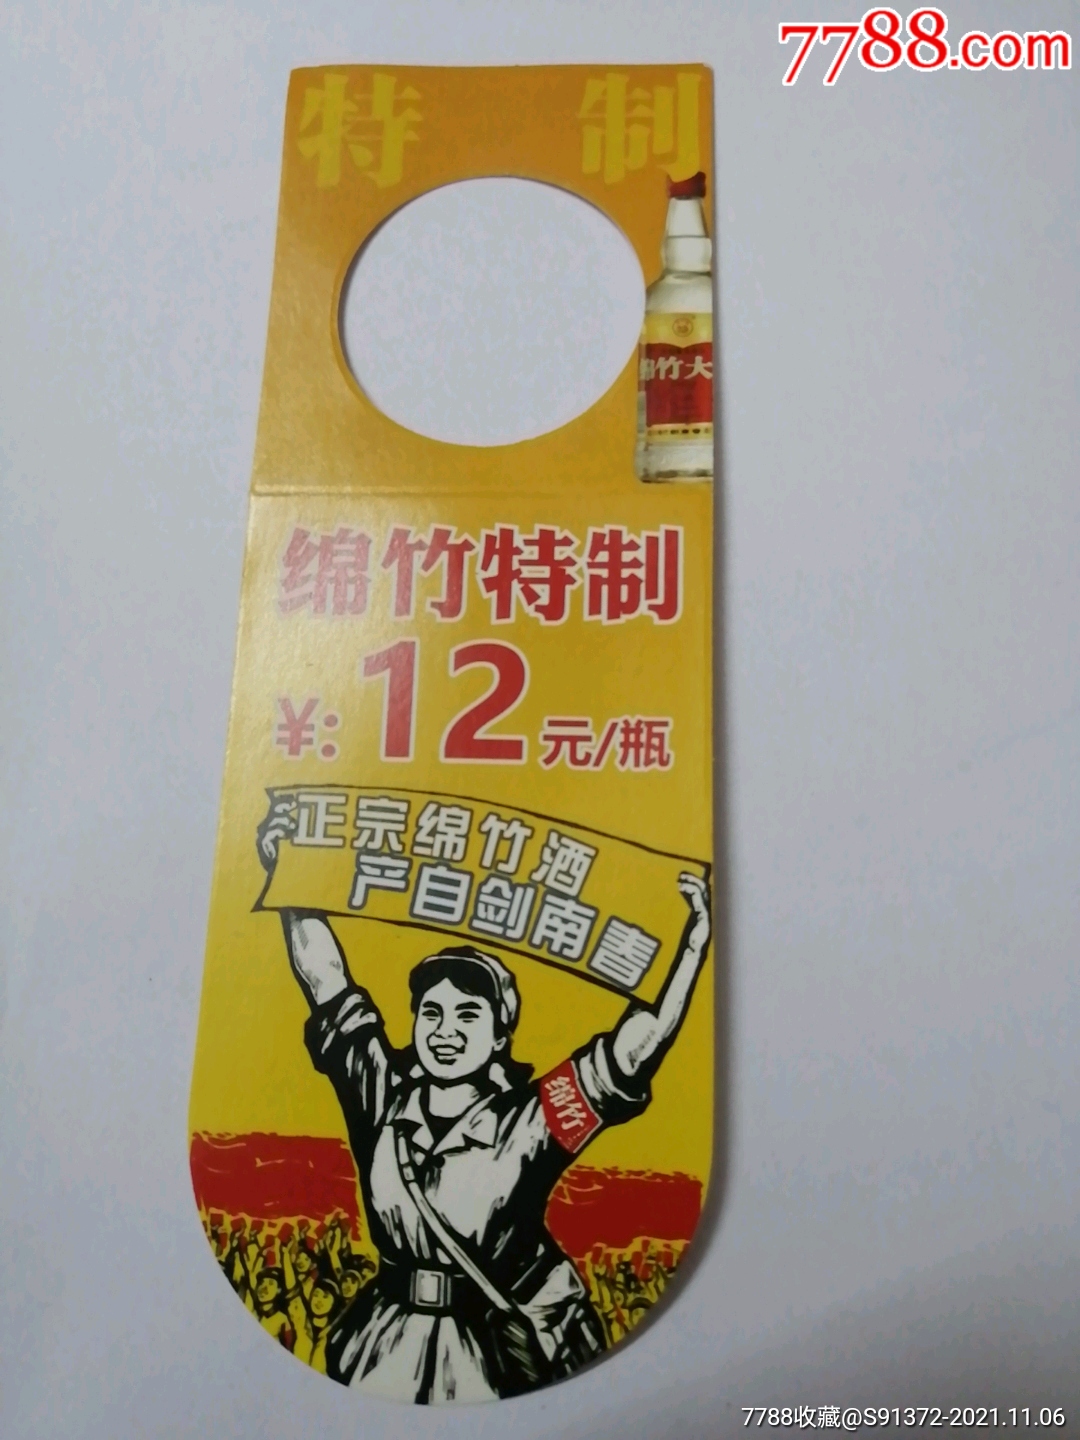 7788.com
特 制
绵竹大
绵竹特制
¥:12元/瓶
正宗绵竹酒
产自剑南春
绵竹
7788收藏@S91372-2021.11.06